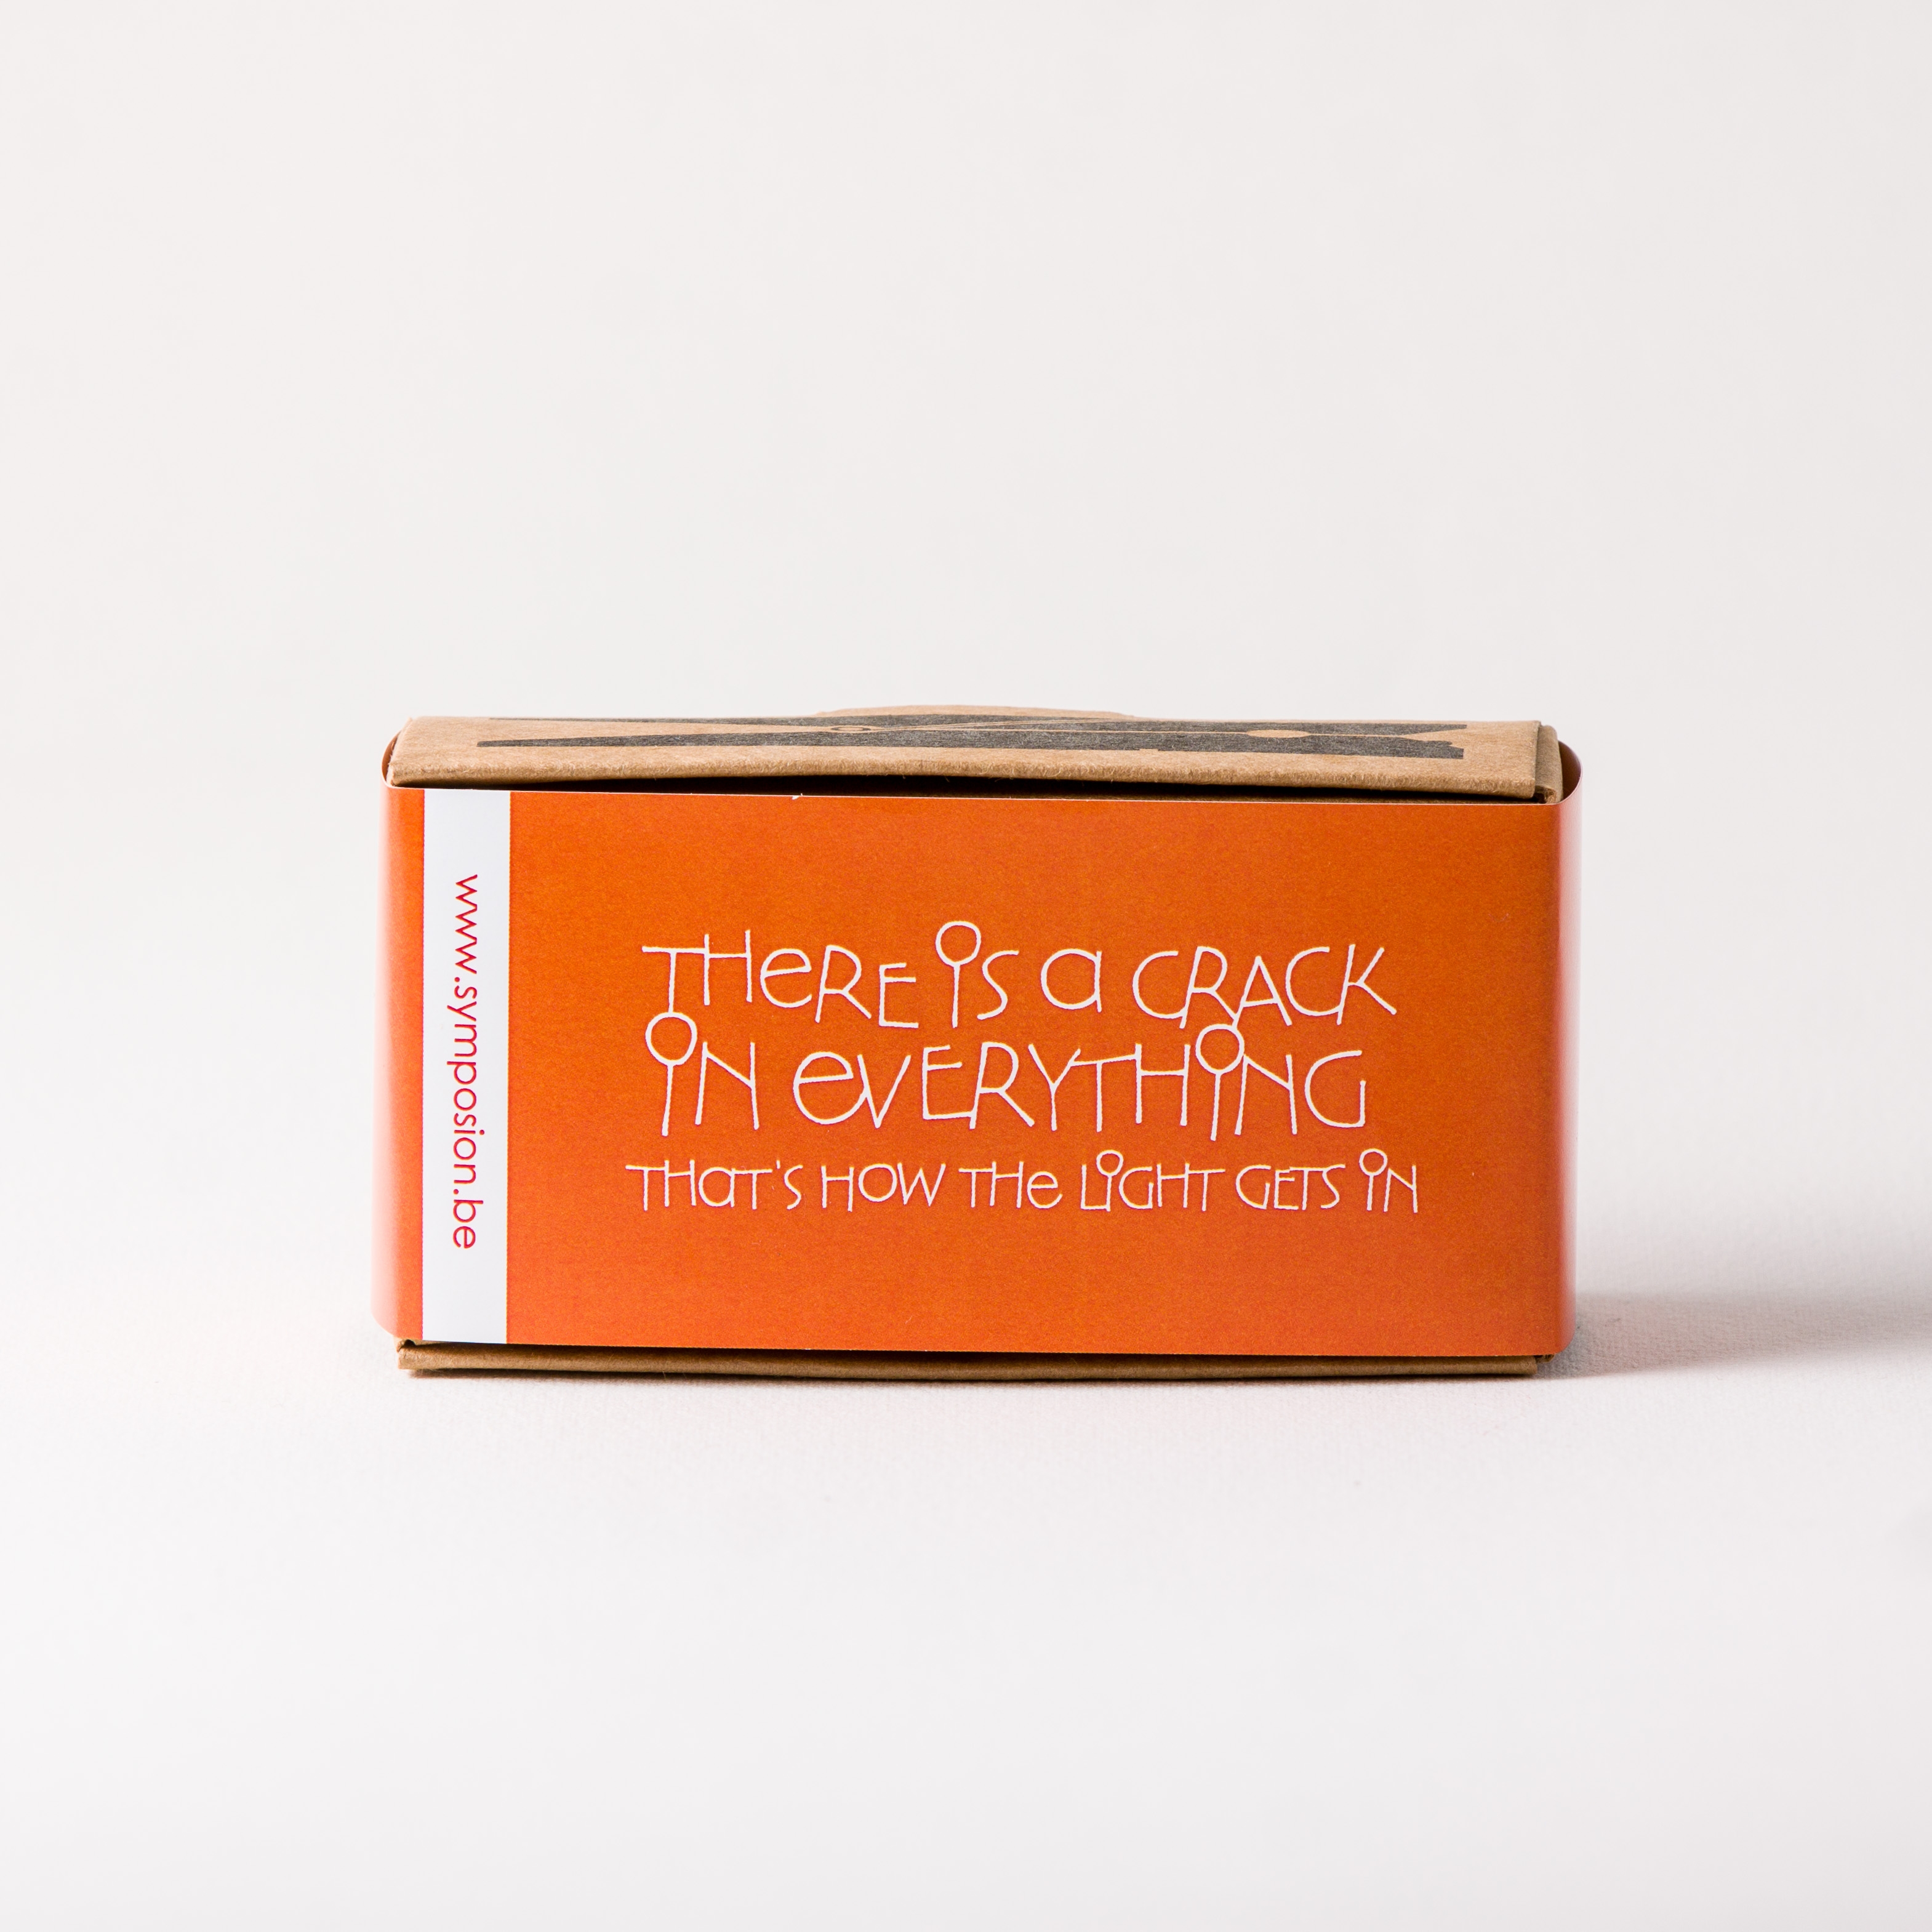 www.symposion.be
THeRE iS a CRACK
iN eVERYTHiNG
THaT'S HOW THe LiGHT GETS iN